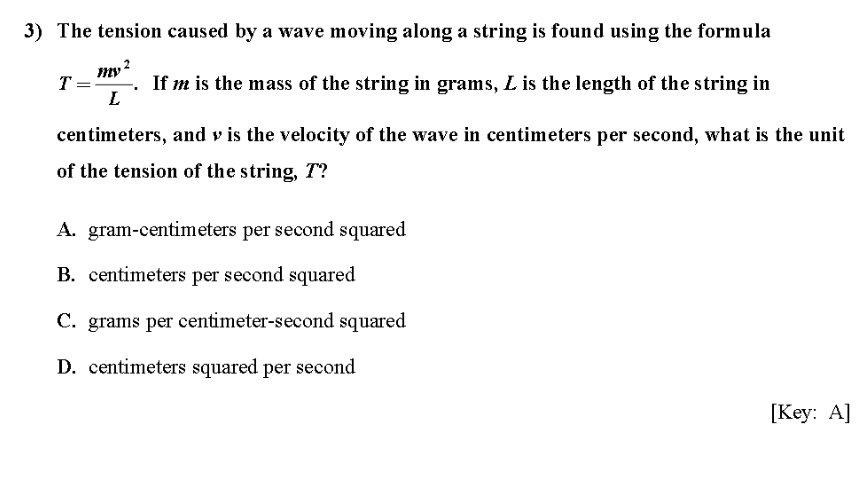 3) The tension caused by a wave moving along a string is found using the formula
T = mv²/L. If m is the mass of the string in grams, L is the length of the string in
centimeters, and v is the velocity of the wave in centimeters per second, what is the unit
of the tension of the string, T?
A. gram-centimeters per second squared
B. centimeters per second squared
C. grams per centimeter-second squared
D. centimeters squared per second
[Key: A]